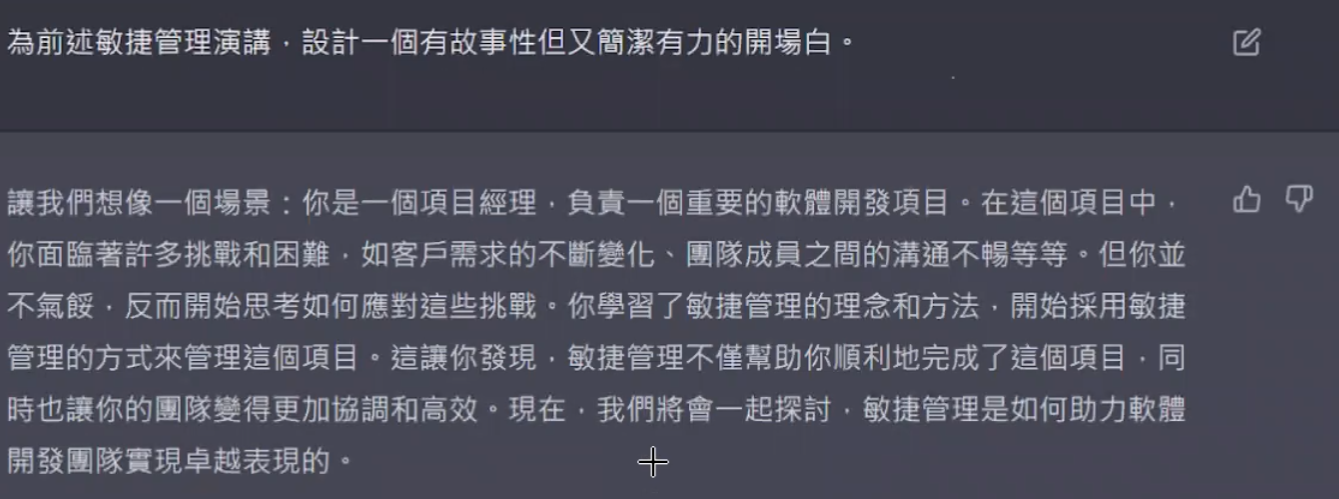 為前述敏捷管理演講，設計一個有故事性但又簡潔有力的開場白。
讓我們想像一個場景：你是一個項目經理，負責一個重要的軟體開發項目。在這個項目中，
你面臨著許多挑戰和困難，如客戶需求的不斷變化、團隊成員之間的溝通不暢等等。但你並
不氣餒，反而開始思考如何應對這些挑戰。你學習了敏捷管理的理念和方法，開始採用敏捷
管理的方式來管理這個項目。這讓你發現，敏捷管理不僅幫助你順利地完成了這個項目，同
時也讓你的團隊變得更加協調和高效。現在，我們將會一起探討，敏捷管理是如何助力軟體
開發團隊實現卓越表現的。